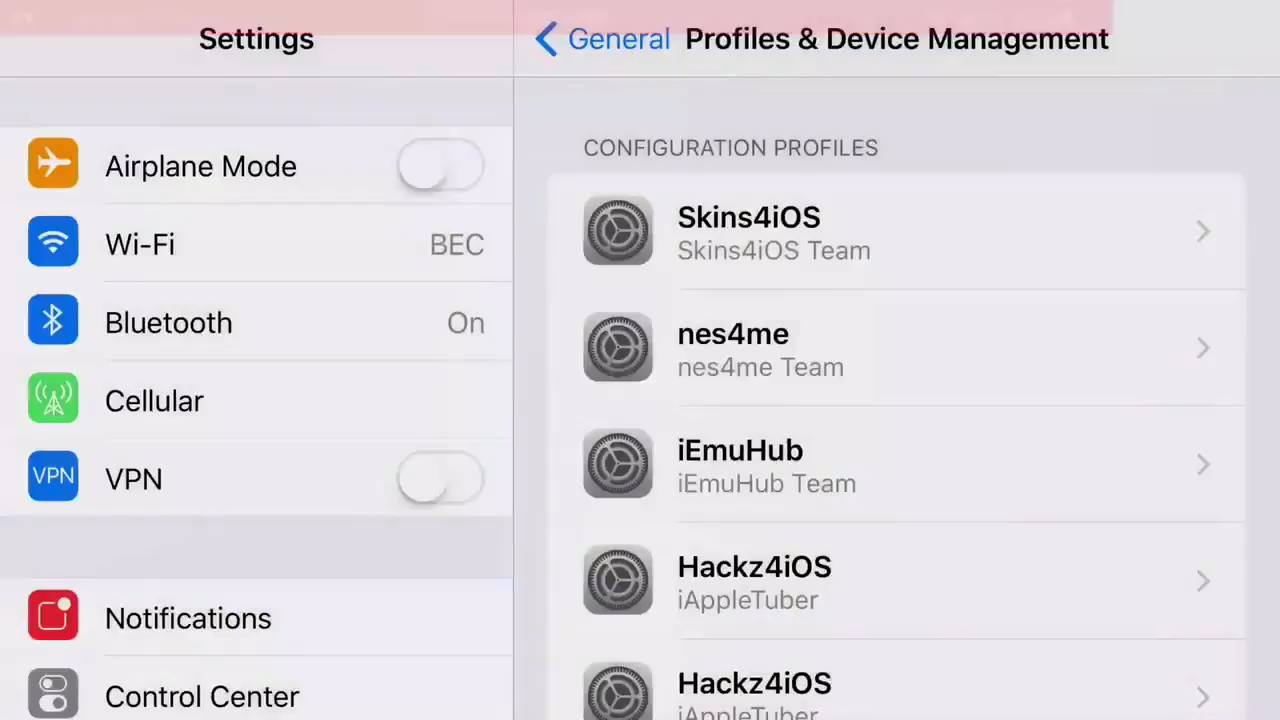 Settings
General Profiles & Device Management
Airplane Mode
Wi-Fi BEC
Bluetooth On
Cellular
VPN VPN
Notifications
Control Center
CONFIGURATION PROFILES
Skins4iOS
Skins4iOS Team
nes4me
nes4me Team
iEmuHub
iEmuHub Team
Hackz4iOS
iAppleTuber
Hackz4iOS
iAppleTuber